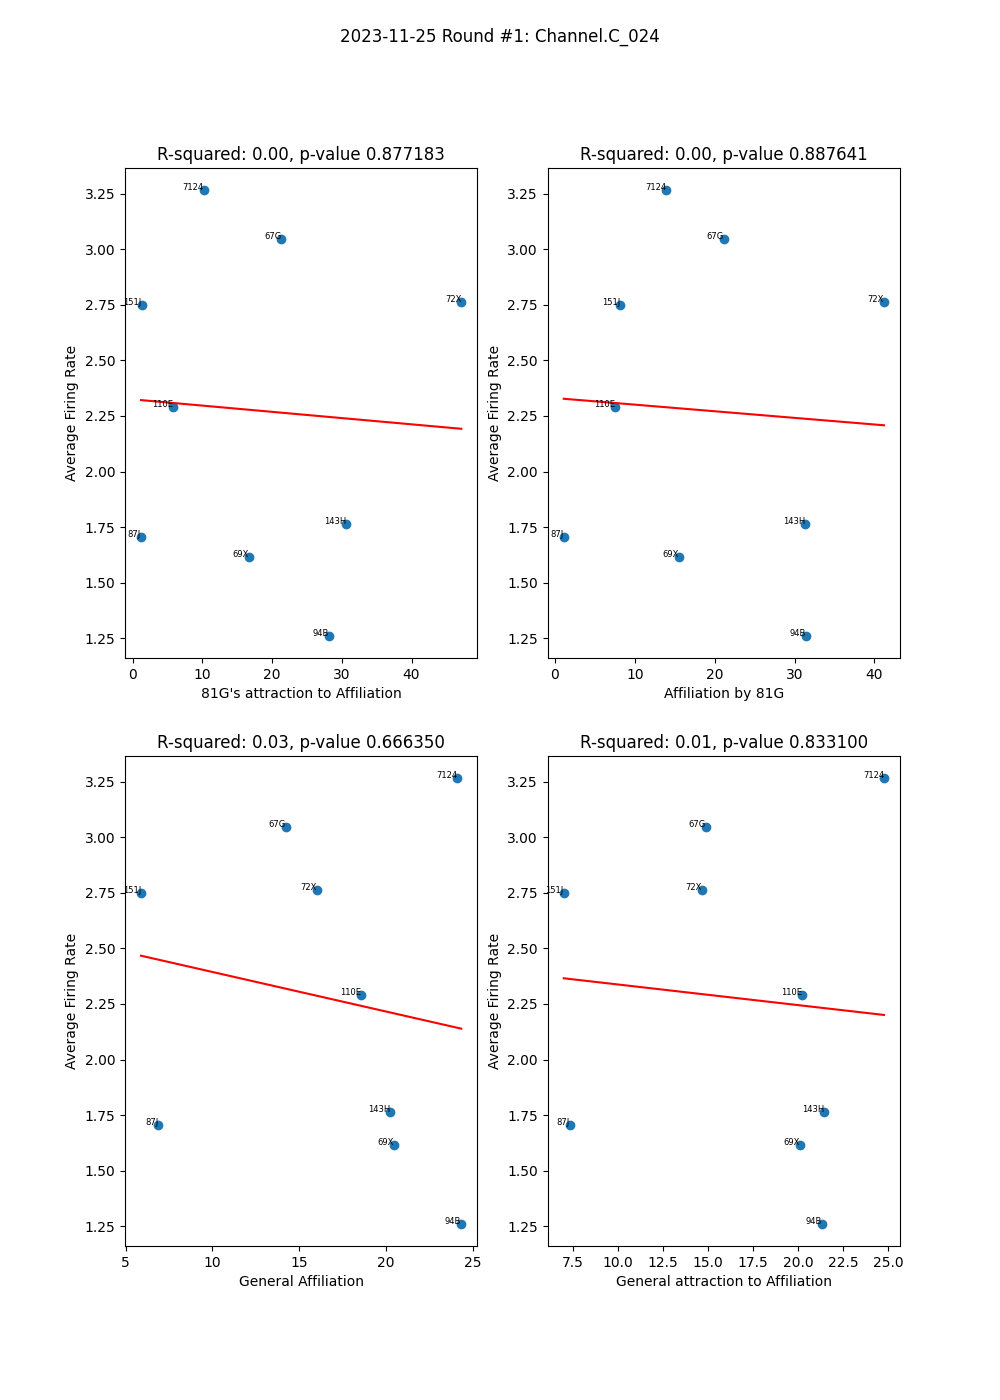 2023-11-25 Round #1: Channel.C_024
R-squared: 0.00, p-value 0.877183
R-squared: 0.00, p-value 0.887641
3.25
3.00
2.75
2.50
2.25
2.00
1.75
1.50
1.25
Average Firing Rate
7124
67G
151J
72X
110E
143H
87J
69X
94B
0
10
20
30
40
81G's attraction to Affiliation
3.25
3.00
2.75
2.50
2.25
2.00
1.75
1.50
1.25
Average Firing Rate
7124
67G
151J
72X
110E
143H
87J
69X
94B
0
10
20
30
40
Affiliation by 81G
R-squared: 0.03, p-value 0.666350
R-squared: 0.01, p-value 0.833100
3.25
3.00
2.75
2.50
2.25
2.00
1.75
1.50
1.25
Average Firing Rate
7124
67G
151J
72X
110E
143H
87J
69X
94B
5
10
15
20
25
General Affiliation
3.25
3.00
2.75
2.50
2.25
2.00
1.75
1.50
1.25
Average Firing Rate
7124
67G
151J
72X
110E
143H
87J
69X
94B
7.5
10.0
12.5
15.0
17.5
20.0
22.5
25.0
General attraction to Affiliation